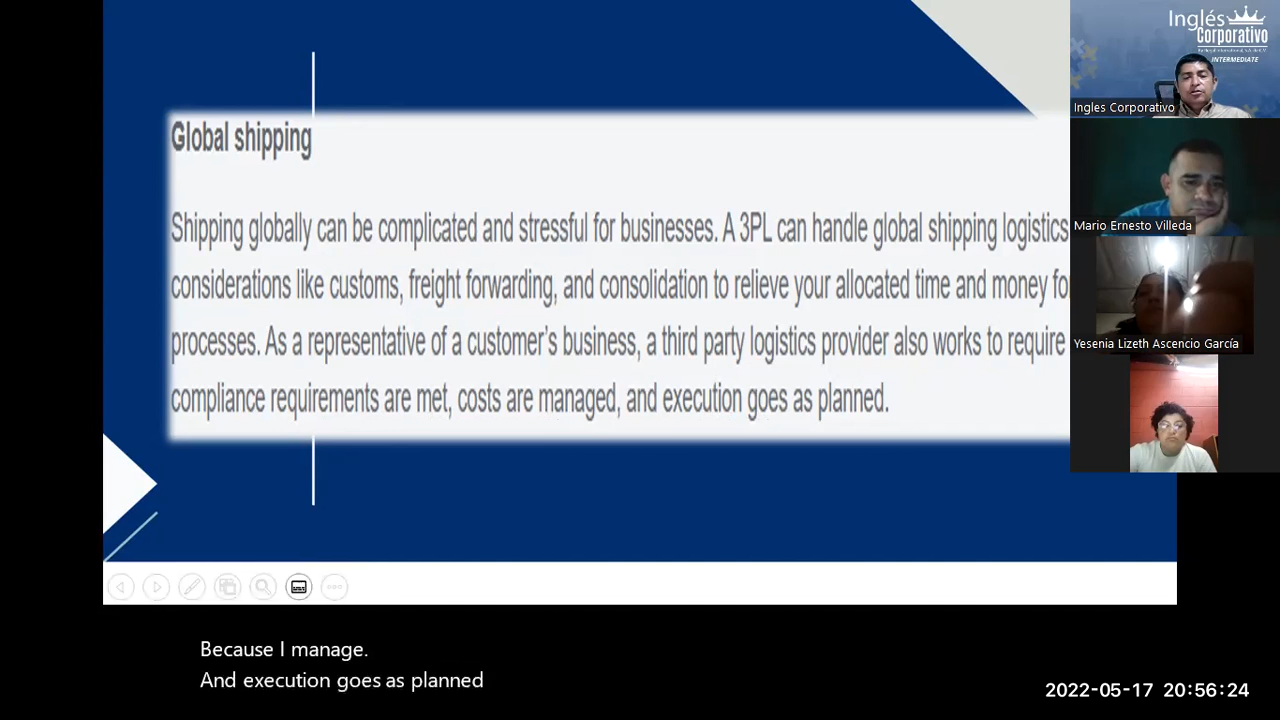 Global shipping
Shipping globally can be complicated and stressful for businesses. A 3PL can handle global shipping logistics
considerations like customs, freight forwarding, and consolidation to relieve your allocated time and money
processes. As a representative of a customer's business, a third party logistics provider also works to require
compliance requirements are met, costs are managed, and execution goes as planned.
Inglés
Corporativo
INTERMEDIATE
Ingles Corporativo
Mario Ernesto Villeda
Yesenia Lizeth Ascencio García
Because I manage.
And execution goes as planned
2022-05-17 20:56:24